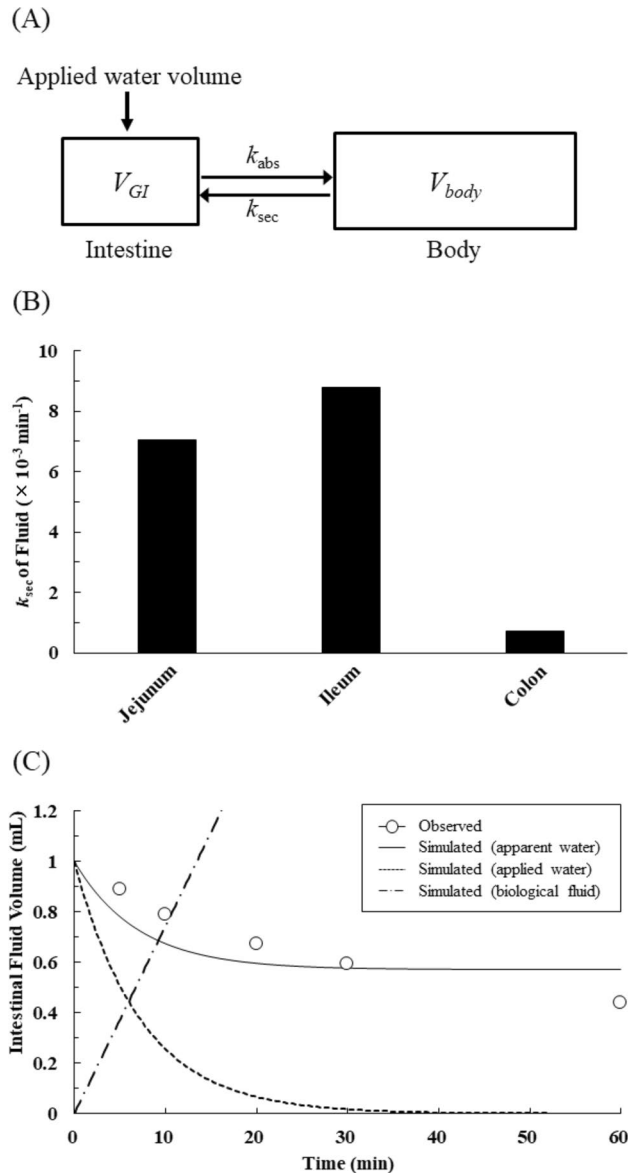 (A)
Applied water volume
V_GI
k_abs
k_sec
V_body
Intestine
Body
(B)
k_sec of Fluid (× 10⁻³ min⁻¹)
10
8
6
4
2
0
Jejunum
Ileum
Colon
(C)
Intestinal Fluid Volume (mL)
1.2
1
0.8
0.6
0.4
0.2
0
Observed
Simulated (apparent water)
Simulated (applied water)
Simulated (biological fluid)
0
10
20
30
40
50
60
Time (min)